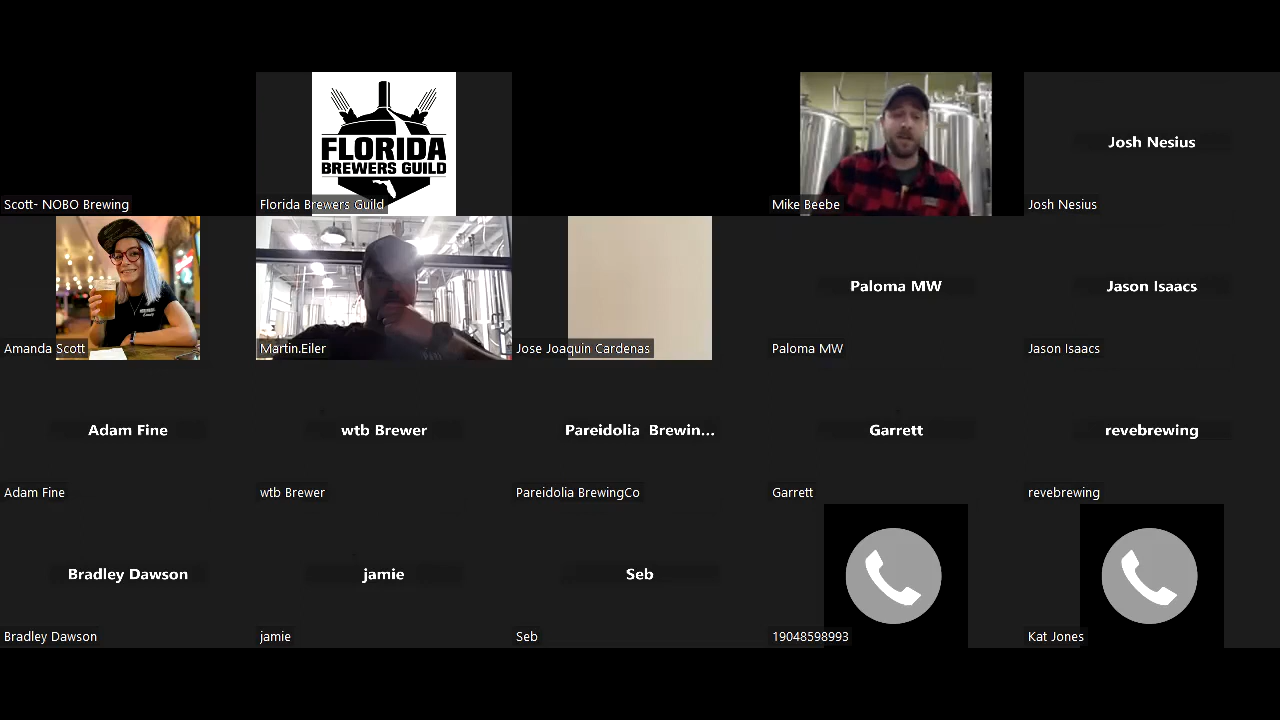 FLORIDA
BREWERS GUILD
Josh Nesius
Scott- NOBO Brewing
Florida Brewers Guild
Mike Beebe
Josh Nesius
Paloma MW
Jason Isaacs
Amanda Scott
Martin.Eiler
Jose Joaquin Cardenas
Paloma MW
Jason Isaacs
Adam Fine
wtb Brewer
Pareidolia Brewin...
Garrett
revebrewing
Adam Fine
wtb Brewer
Pareidolia BrewingCo
Garrett
revebrewing
Bradley Dawson
jamie
Seb
Bradley Dawson
jamie
Seb
19048598993
Kat Jones